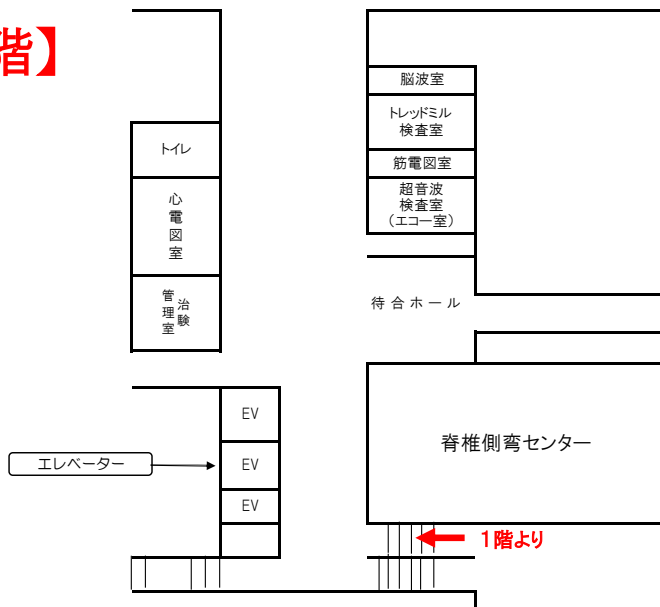 階】
脳波室
トレッドミル
検査室
トイレ
筋電図室
超音波
検査室
(エコー室)
心電図室
治験
管理室
待合ホール
EV
脊椎側弯センター
エレベーター
EV
EV
1階より